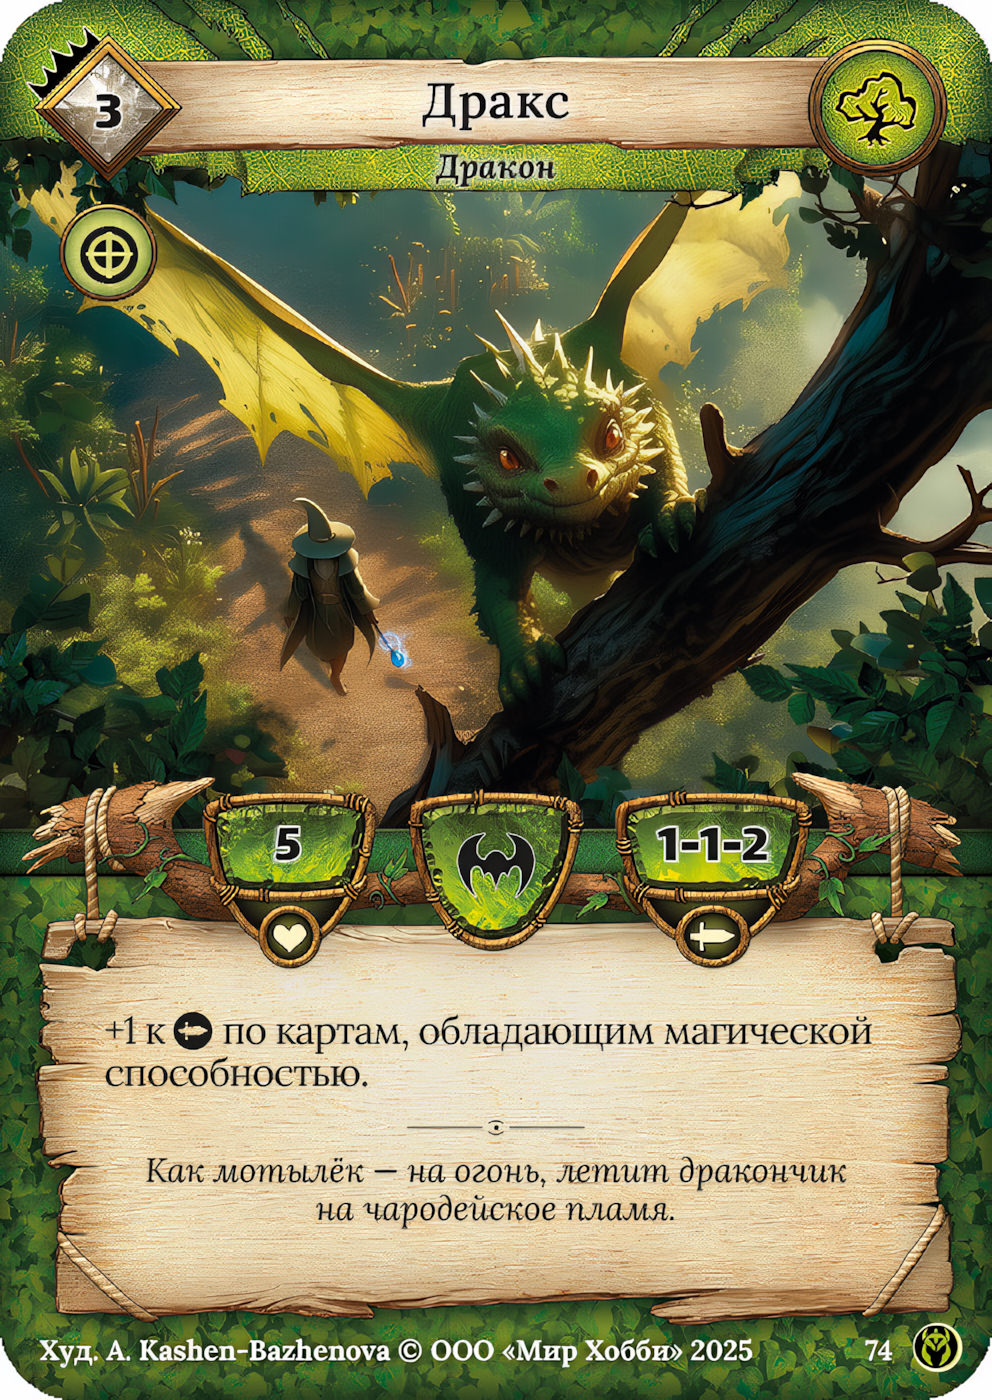 3
Дракс
Дракон
5
1-1-2
+1 к по картам, обладающим магической
способностью.
Как мотылёк — на огонь, летит дракончик
на чародейское пламя.
Худ. А. Kashen-Bazhenova © ООО «Мир Хобби» 2025
74